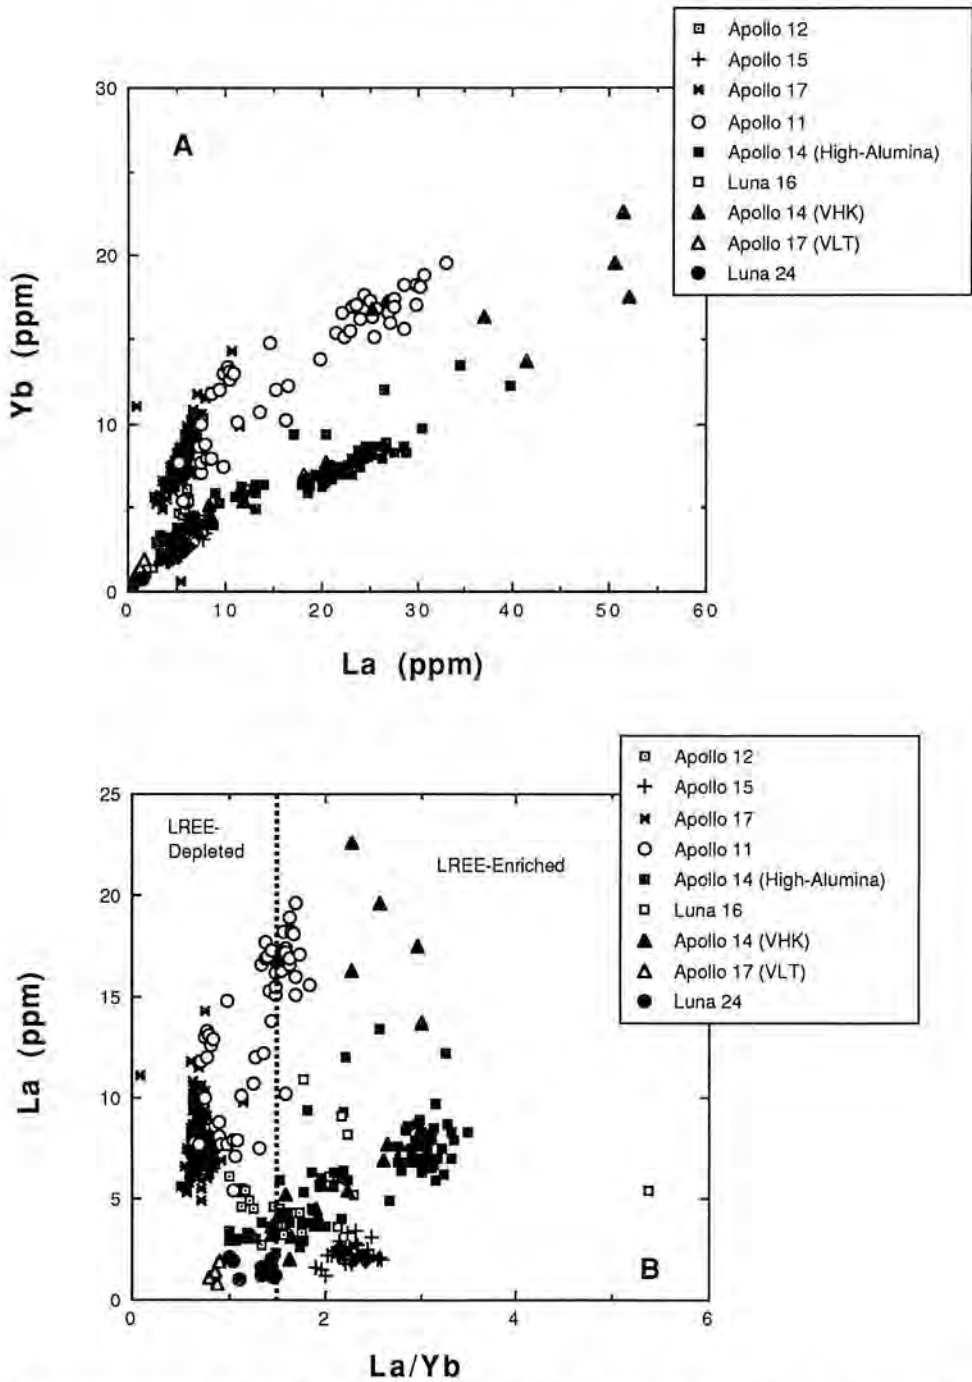 Apollo 12
Apollo 15
Apollo 17
Apollo 11
Apollo 14 (High-Alumina)
Luna 16
Apollo 14 (VHK)
Apollo 17 (VLT)
Luna 24
30
20
10
0
A
Yb (ppm)
0 10 20 30 40 50 60
La (ppm)
Apollo 12
Apollo 15
Apollo 17
Apollo 11
Apollo 14 (High-Alumina)
Luna 16
Apollo 14 (VHK)
Apollo 17 (VLT)
Luna 24
25
20
15
10
5
0
LREE-
Depleted
LREE-Enriched
La (ppm)
B
0 2 4 6
La/Yb